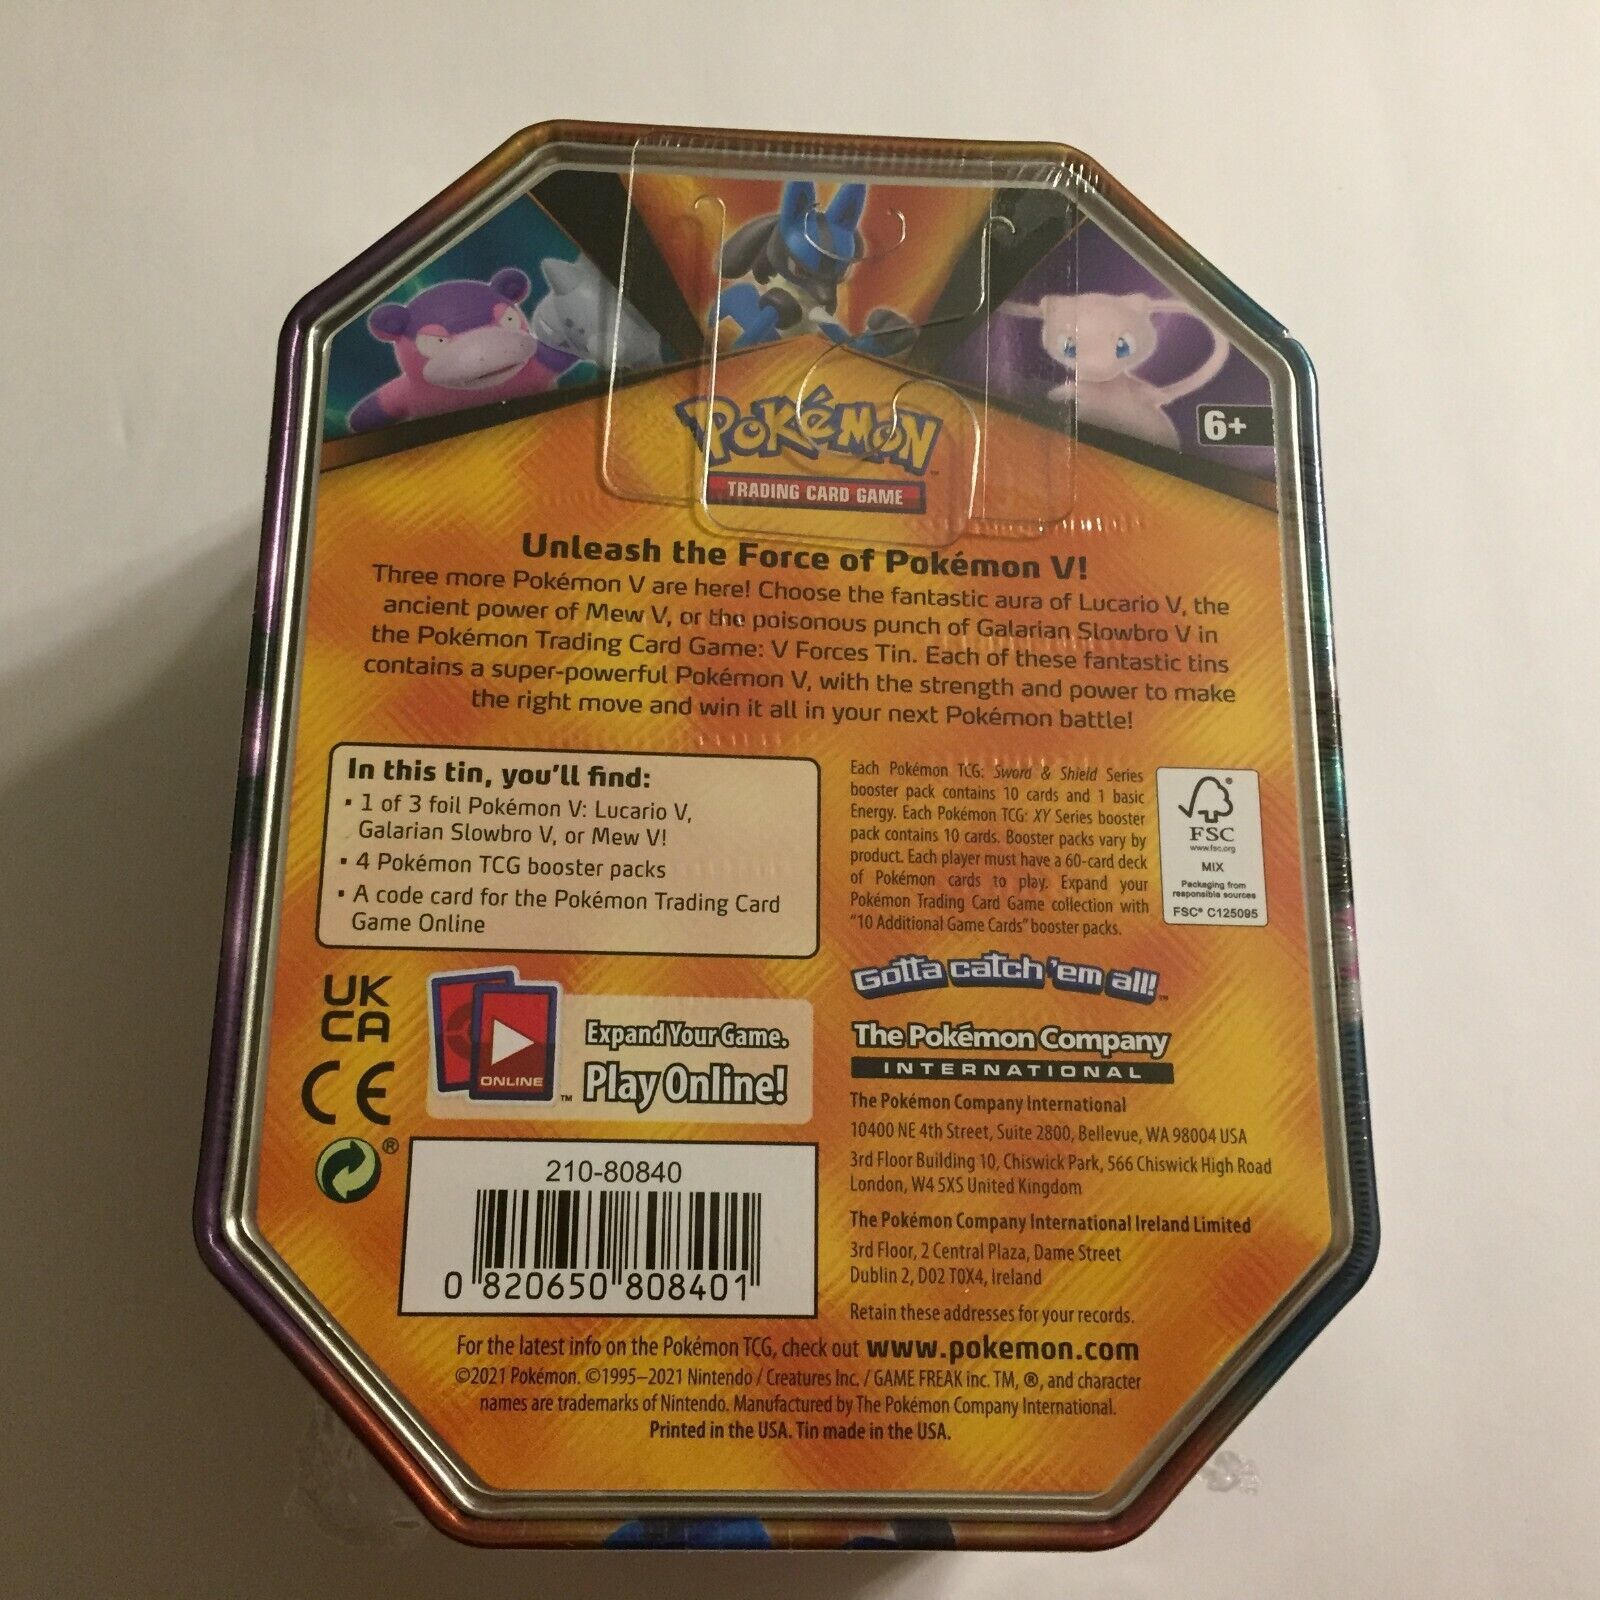 6+
POKéMON™
TRADING CARD GAME
Unleash the Force of Pokémon V!
Three more Pokémon V are here! Choose the fantastic aura of Lucario V, the
ancient power of Mew V, or the poisonous punch of Galarian Slowbro V in
the Pokémon Trading Card Game: V Forces Tin. Each of these fantastic tins
contains a super-powerful Pokémon V, with the strength and power to make
the right move and win it all in your next Pokémon battle!
In this tin, you'll find:
▪ 1 of 3 foil Pokémon V: Lucario V,
Galarian Slowbro V, or Mew V!
▪ 4 Pokémon TCG booster packs
▪ A code card for the Pokémon Trading Card
Game Online
Each Pokémon TCG: Sword & Shield Series
booster pack contains 10 cards and 1 basic
Energy. Each Pokémon TCG: XY Series booster
pack contains 10 cards. Booster packs vary by
product. Each player must have a 60-card deck
of Pokémon cards to play. Expand your
Pokémon Trading Card Game collection with
"10 Additional Game Cards" booster packs.
®
FSC
www.fsc.org
MIX
Packaging from
responsible sources
FSC® C125095
UK
CA
CE
®
ONLINE
™
Expand Your Game.
Play Online!
210-80840
0 820650 808401
Gotta catch 'em all!™
The Pokémon Company
INTERNATIONAL
The Pokémon Company International
10400 NE 4th Street, Suite 2800, Bellevue, WA 98004 USA
3rd Floor Building 10, Chiswick Park, 566 Chiswick High Road
London, W4 5XS United Kingdom
The Pokémon Company International Ireland Limited
3rd Floor, 2 Central Plaza, Dame Street
Dublin 2, D02 T0X4, Ireland
Retain these addresses for your records.
For the latest info on the Pokémon TCG, check out www.pokemon.com
©2021 Pokémon. ©1995–2021 Nintendo / Creatures Inc. / GAME FREAK inc. TM, ®, and character
names are trademarks of Nintendo. Manufactured by The Pokémon Company International.
Printed in the USA. Tin made in the USA.